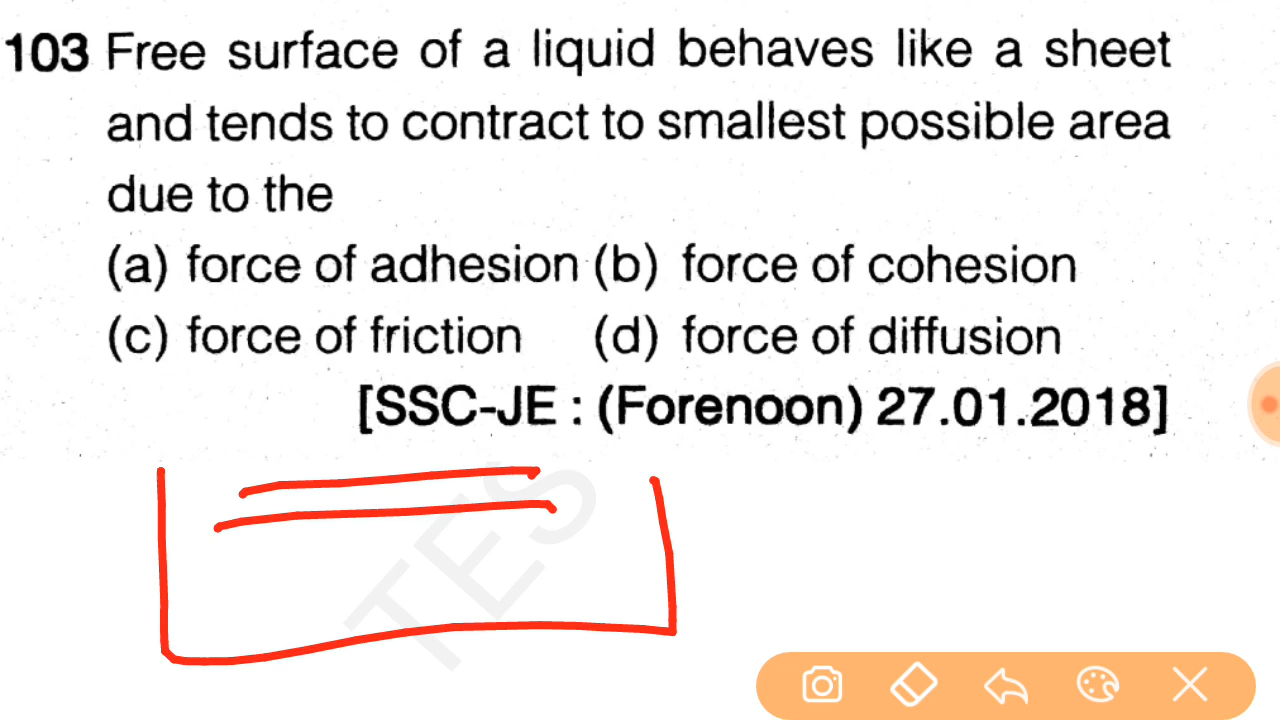 103 Free surface of a liquid behaves like a sheet
and tends to contract to smallest possible area
due to the
(a) force of adhesion (b) force of cohesion
(c) force of friction (d) force of diffusion
[SSC-JE : (Forenoon) 27.01.2018]
TES